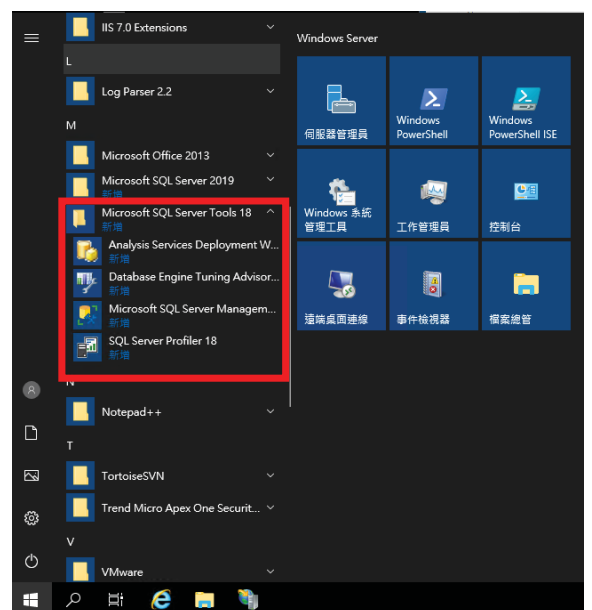 IIS 7.0 Extensions
L
Log Parser 2.2
M
Microsoft Office 2013
Microsoft SQL Server 2019
新增
Microsoft SQL Server Tools 18
新增
Analysis Services Deployment W...
新增
Database Engine Tuning Advisor...
新增
Microsoft SQL Server Managem...
新增
SQL Server Profiler 18
新增
N
Notepad++
T
TortoiseSVN
Trend Micro Apex One Securit...
V
VMware
Windows Server
伺服器管理員
Windows PowerShell
Windows PowerShell ISE
Windows 系統管理工具
工作管理員
控制台
遠端桌面連線
事件檢視器
檔案總管